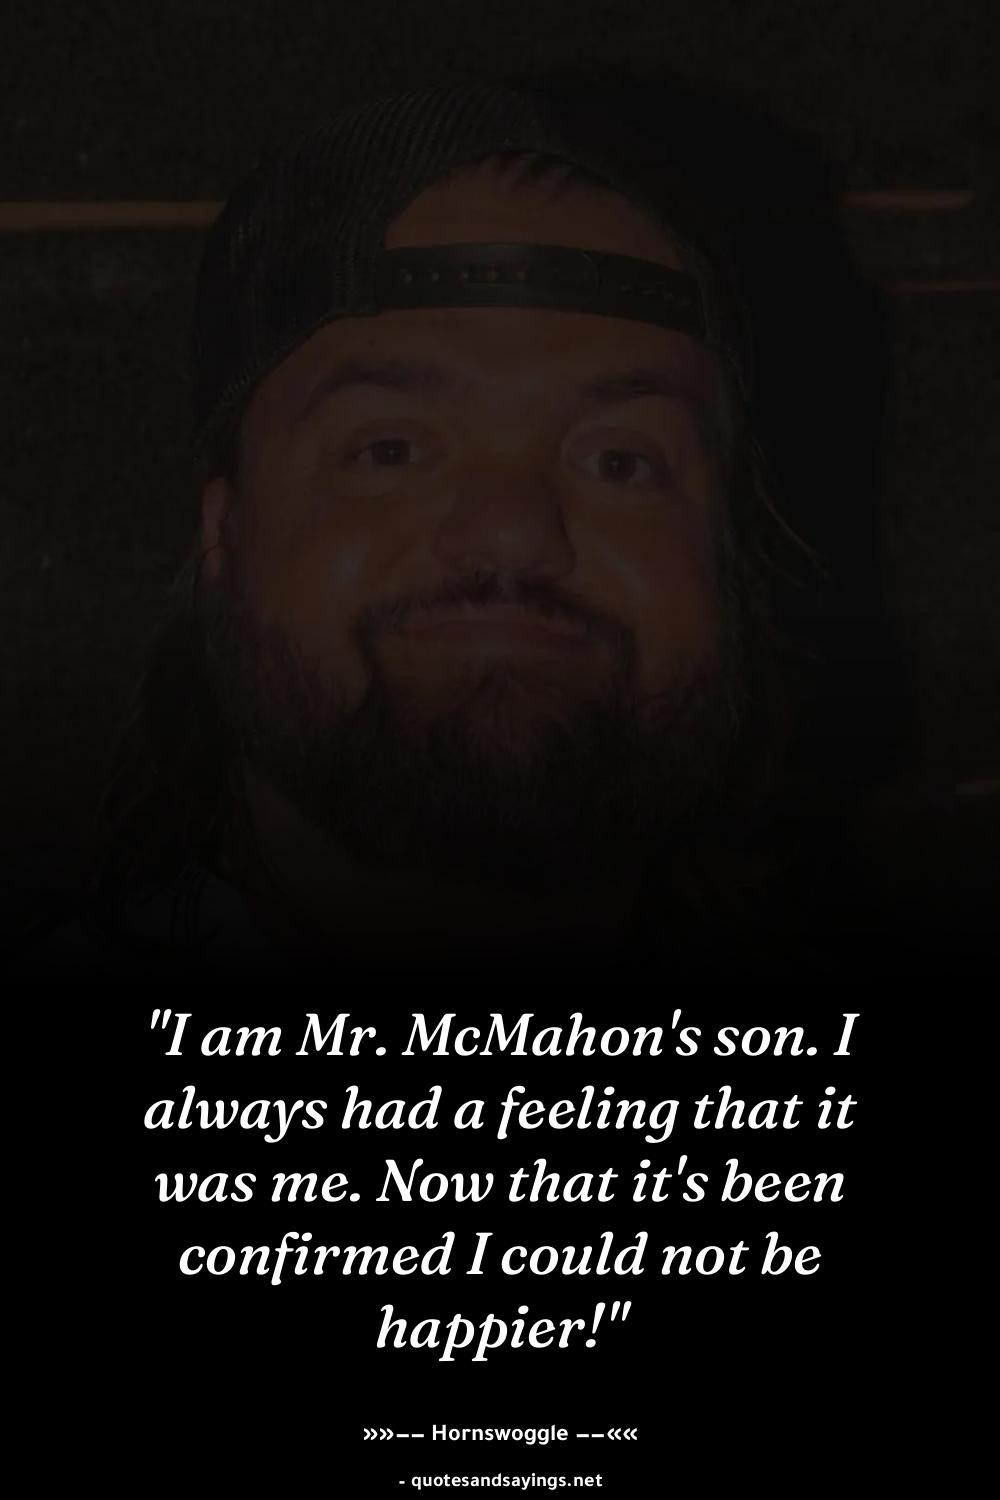 "I am Mr. McMahon's son. I
always had a feeling that it
was me. Now that it's been
confirmed I could not be
happier!"
»»—— Hornswoggle ——««
- quotesandsayings.net